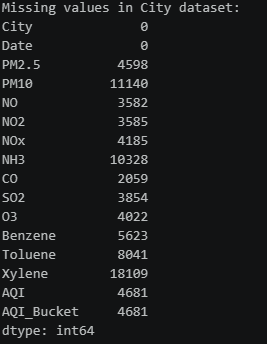 Missing values in City dataset:
City 0
Date 0
PM2.5 4598
PM10 11140
NO 3582
NO2 3585
NOx 4185
NH3 10328
CO 2059
SO2 3854
O3 4022
Benzene 5623
Toluene 8041
Xylene 18109
AQI 4681
AQI_Bucket 4681
dtype: int64